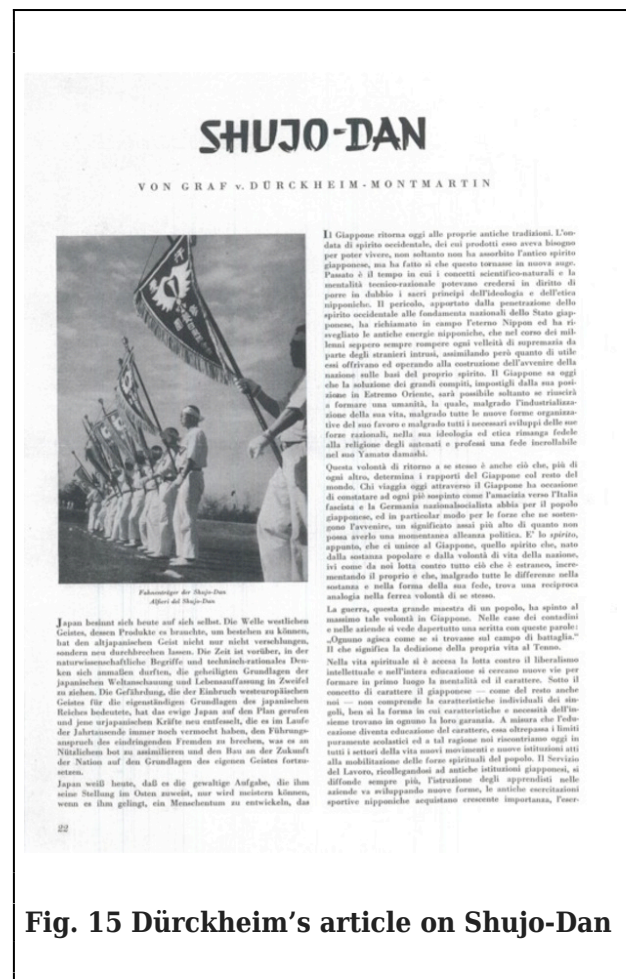 SHUJO-DAN
VON GRAF v. DÜRCKHEIM-MONTMARTIN
Fahnenträger der Shujo-Dan
Alfieri del Shujo-Dan
Japan besinnt sich heute auf sich selbst. Die Welle westlichen
Geistes, dessen Produkte es brauchte, um bestehen zu können,
hat den altjapanischen Geist nicht nur nicht verschlungen,
sondern neu durchbrechen lassen. Die Zeit ist vorüber, in der
naturwissenschaftliche Begriffe und technisch-rationales Den-
ken sich anmaßen durften, die geheiligten Grundlagen der
japanischen Weltanschauung und Lebensauffassung in Zweifel
zu ziehen. Die Gefährdung, die der Einbruch westeuropäischen
Geistes für die eigenständigen Grundlagen des japanischen
Reiches bedeutete, hat das ewige Japan auf den Plan gerufen
und jene urjapanischen Kräfte neu entfesselt, die es im Laufe
der Jahrtausende immer noch vermocht haben, den Führungs-
anspruch des eindringenden Fremden zu brechen, was es an
Nützlichem bot zu assimilieren und den Bau an der Zukunft
der Nation auf den Grundlagen des eigenen Geistes fortzu-
setzen.
Japan weiß heute, daß es die gewaltige Aufgabe, die ihm
seine Stellung im Osten zuweist, nur wird meistern können,
wenn es ihm gelingt, ein Menschentum zu entwickeln, das
22
Il Giappone ritorna oggi alle proprie antiche tradizioni. L'on-
data di spirito occidentale, dei cui prodotti esso aveva bisogno
per poter vivere, non soltanto non ha assorbito l'antico spirito
giapponese, ma ha fatto sì che questo tornasse in nuova auge.
Passato è il tempo in cui i concetti scientifico-naturali e la
mentalità tecnico-razionale potevano credersi in diritto di
porre in dubbio i sacri principi dell'ideologia e dell'etica
nipponiche. Il pericolo, apportato dalla penetrazione dello
spirito occidentale alle fondamenta nazionali dello Stato giap-
ponese, ha richiamato in campo l'eterno Nippon ed ha ri-
svegliato le antiche energie nipponiche, che nel corso dei mil-
lenni seppero sempre rompere ogni velleità di supremazia da
parte degli stranieri intrusi, assimilando però quanto di utile
essi offrivano ed operando alla costruzione dell'avvenire della
nazione sulle basi del proprio spirito. Il Giappone sa oggi
che la soluzione dei grandi compiti, impostigli dalla sua posi-
zione in Estremo Oriente, sarà possibile soltanto se riuscirà
a formare una umanità, la quale, malgrado l'industrializza-
zione della sua vita, malgrado tutte le nuove forme organizza-
tive del suo favoro e malgrado tutti i necessari sviluppi delle sue
forze razionali, nella sua ideologia ed etica rimanga fedele
alla religione degli antenati e professi una fede incrollabile
nel suo Yamato damashi.
Questa volontà di ritorno a se stesso è anche ciò che, più di
ogni altro, determina i rapporti del Giappone col resto del
mondo. Chi viaggia oggi attraverso il Giappone ha occasione
di constatare ad ogni piè sospinto come l'amacizia verso l'Italia
fascista e la Germania nazionalsocialista abbia per il popolo
giapponese, ed in particolar modo per le forze che ne sosten-
gono l'avvenire, un significato assai più alto di quanto non
possa averlo una momentanea alleanza politica. E' lo spirito,
appunto, che ci unisce al Giappone, quello spirito che, nato
dalla sostanza popolare e dalla volontà di vita della nazione,
ivi come da noi lotta contro tutto ciò che è estraneo, incre-
mentando il proprio e che, malgrado tutte le differenze nella
sostanza e nella forma della sua fede, trova una reciproca
analogia nella ferrea volontà di se stesso.
La guerra, questa grande maestra di un popolo, ha spinto al
massimo tale volontà in Giappone. Nelle case dei contadini
e nelle aziende si vede dapertutto una scritta con queste parole:
„Ognuno agisca come se si trovasse sul campo di battaglia."
Il che significa la dedizione della propria vita al Tenno.
Nella vita spirituale si è accesa la lotta contro il liberalismo
intellettuale e nell'intera educazione si cercano nuove vie per
formare in primo luogo la mentalità ed il carattere. Sotto il
concetto di carattere il giapponese — come del resto anche
noi — non comprende la caratteristiche individuali dei sin-
goli, ben sì la forma in cui caratteristiche e necessità dell'in-
sieme trovano in ognuno la loro garanzia. A misura che l'edu-
cazione diventa educazione del carattere, essa oltrepassa i limiti
puramente scolastici ed a tal ragione noi riscontriamo oggi in
tutti i settori della vita nuovi movimenti e nuove istituzioni atti
alla mobilitazione delle forze spirituali del popolo. Il Servizio
del Lavoro, ricollegandosi ad antiche istituzioni giapponesi, si
diffonde sempre più, l'istruzione degli apprendisti nelle
aziende va sviluppando nuove forme, le antiche esercitazioni
sportive nipponiche acquistano crescente importanza, l'eser-
Fig. 15 Dürckheim's article on Shujo-Dan